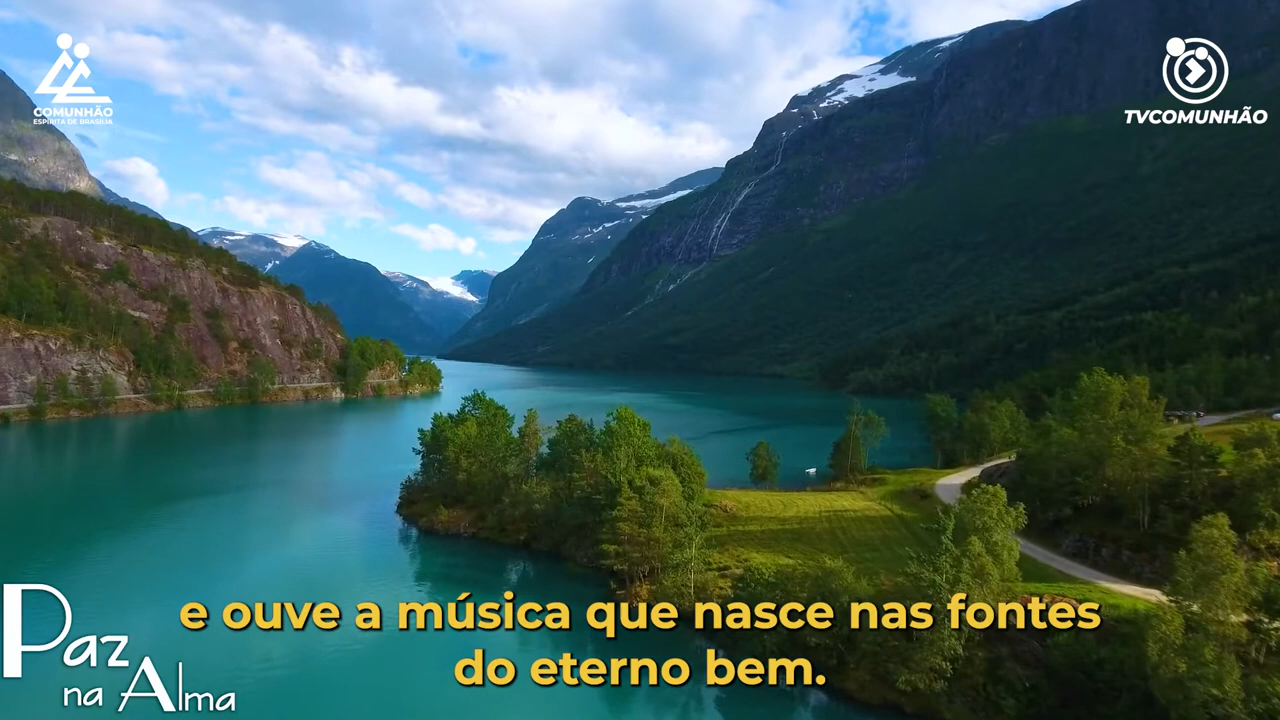 COMUNHÃO
ESPÍRITA DE BRASÍLIA
TVCOMUNHÃO
e ouve a música que nasce nas fontes
do eterno bem.
Paz
na Alma